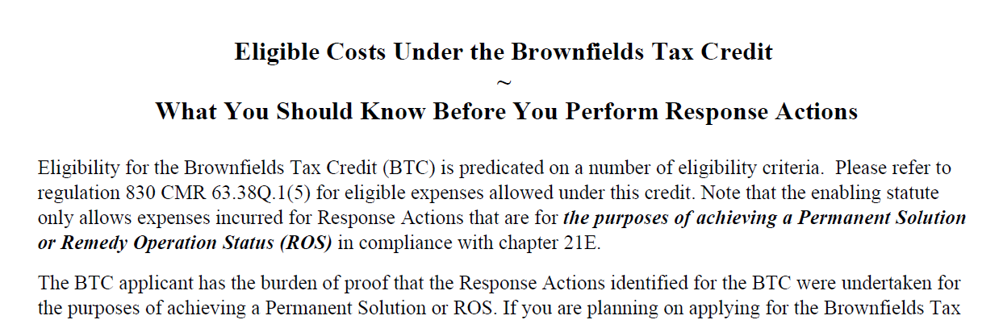 Eligible Costs Under the Brownfields Tax Credit
~
What You Should Know Before You Perform Response Actions
Eligibility for the Brownfields Tax Credit (BTC) is predicated on a number of eligibility criteria.  Please refer to
regulation 830 CMR 63.38Q.1(5) for eligible expenses allowed under this credit. Note that the enabling statute
only allows expenses incurred for Response Actions that are for the purposes of achieving a Permanent Solution
or Remedy Operation Status (ROS) in compliance with chapter 21E.
The BTC applicant has the burden of proof that the Response Actions identified for the BTC were undertaken for
the purposes of achieving a Permanent Solution or ROS. If you are planning on applying for the Brownfields Tax